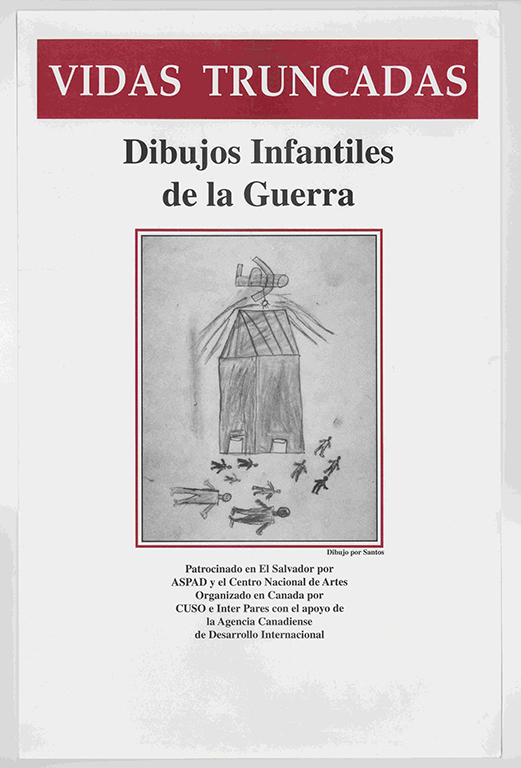 VIDAS TRUNCADAS
Dibujos Infantiles
de la Guerra
Dibujo por Santos
Patrocinado en El Salvador por
ASPAD y el Centro Nacional de Artes
Organizado en Canada por
CUSO e Inter Pares con el apoyo de
la Agencia Canadiense
de Desarrollo Internacional